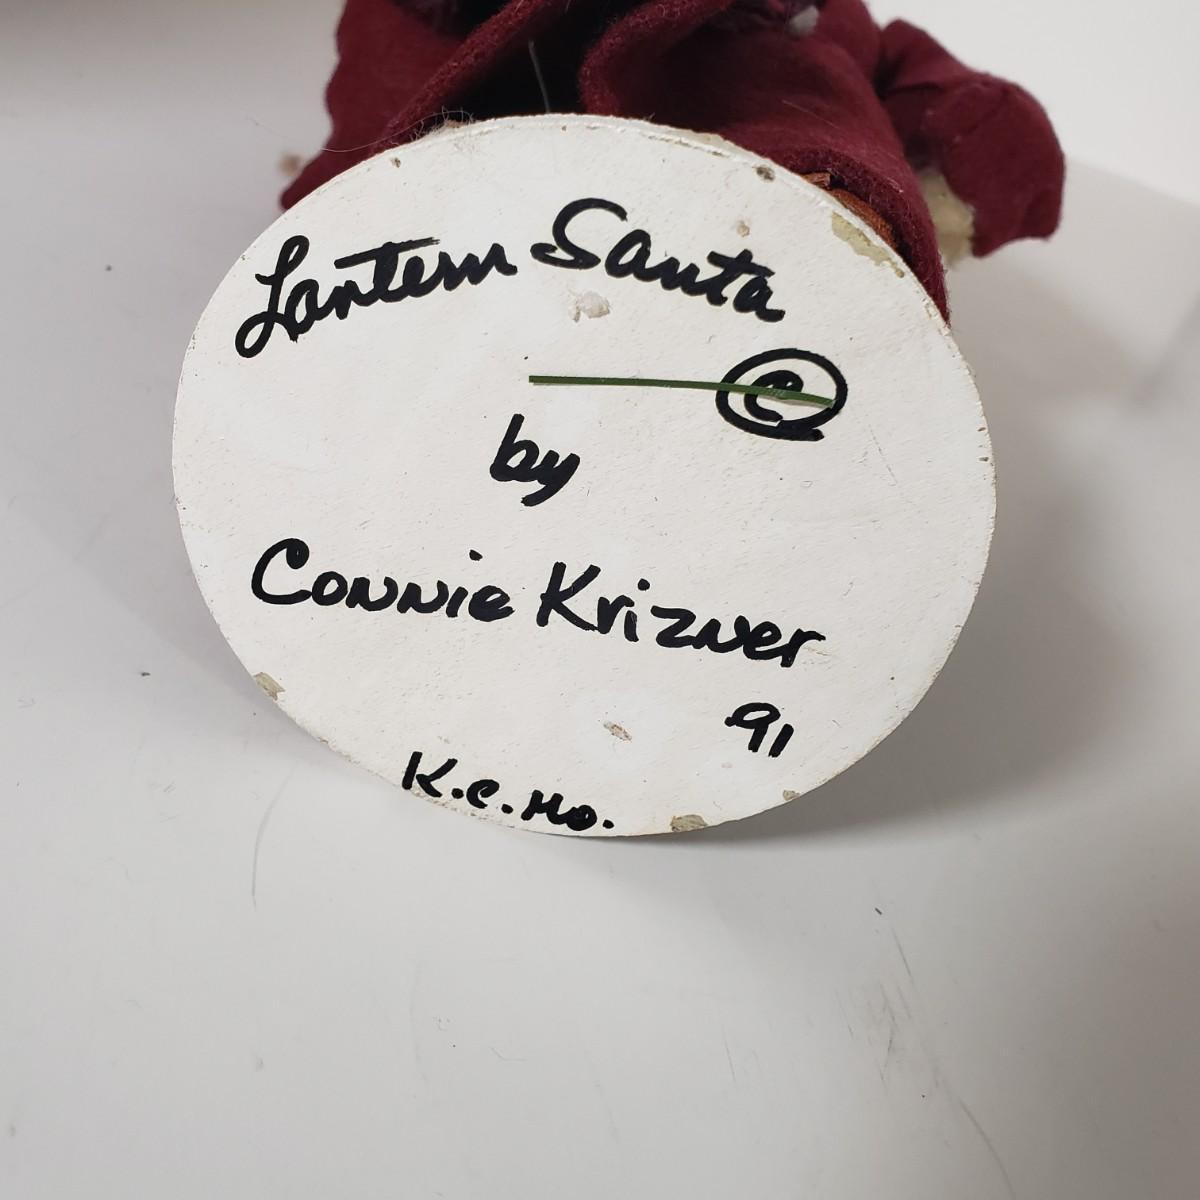 Lantern Santa
©
by
Connie Krizner
91
K.C. Mo.